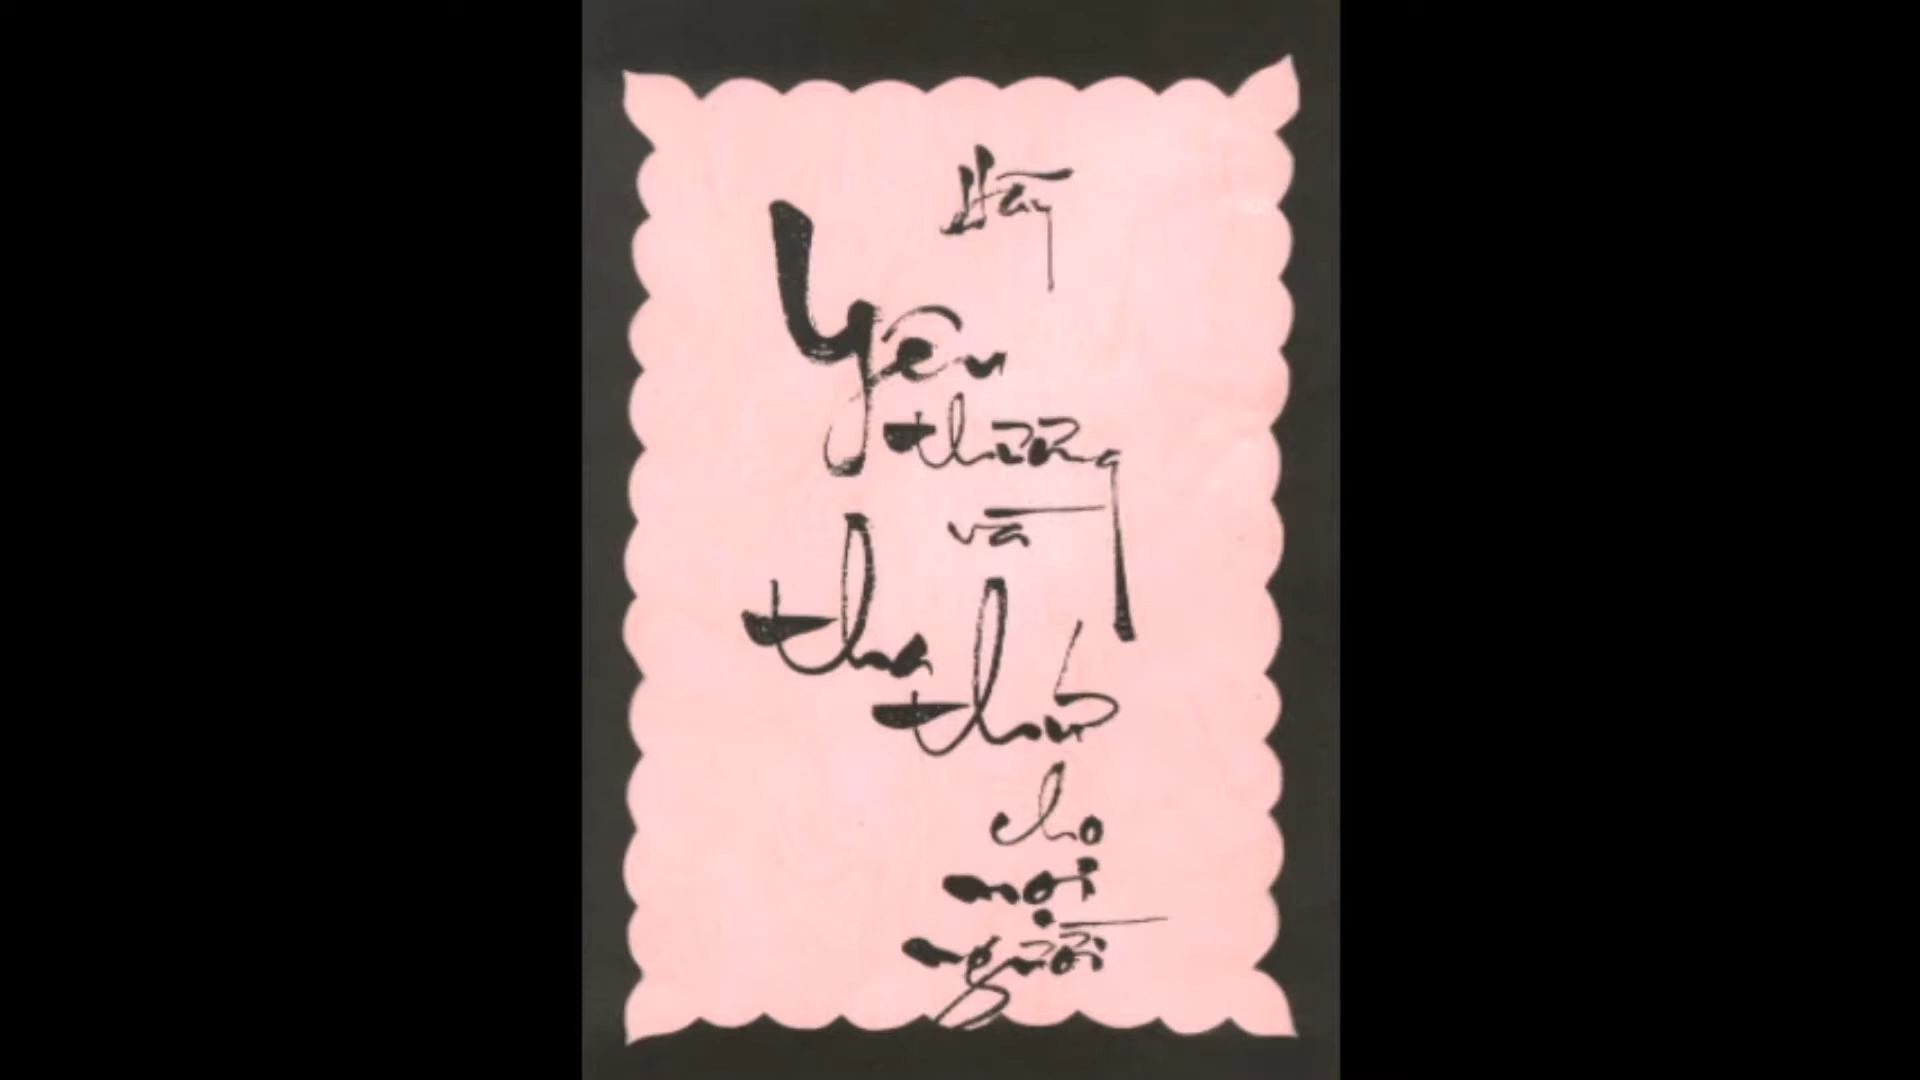 Hãy
yêu
thương
và
tha
thứ
cho
mọi
người